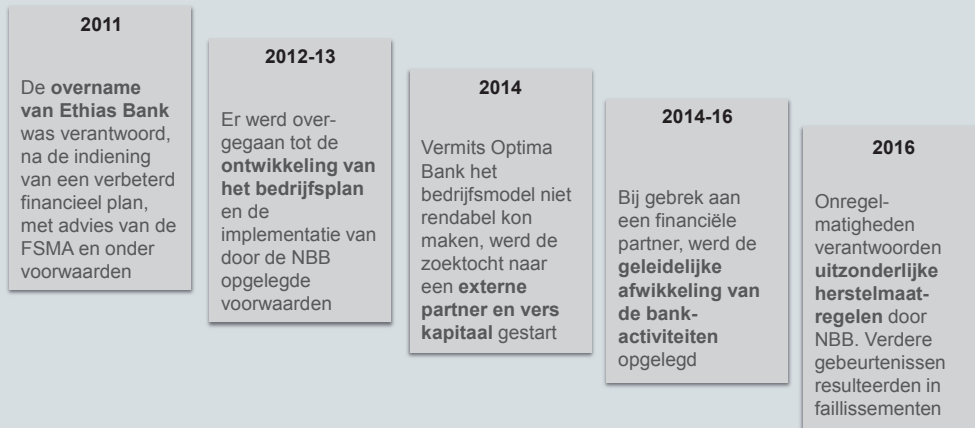 2011
De overname
van Ethias Bank
was verantwoord,
na de indiening
van een verbeterd
financieel plan,
met advies van de
FSMA en onder
voorwaarden
2012-13
Er werd over-
gegaan tot de
ontwikkeling van
het bedrijfsplan
en de
implementatie van
door de NBB
opgelegde
voorwaarden
2014
Vermits Optima
Bank het
bedrijfsmodel niet
rendabel kon
maken, werd de
zoektocht naar
een externe
partner en vers
kapitaal gestart
2014-16
Bij gebrek aan
een financiële
partner, werd de
geleidelijke
afwikkeling van
de bank-
activiteiten
opgelegd
2016
Onregel-
matigheden
verantwoorden
uitzonderlijke
herstelmaat-
regelen door
NBB. Verdere
gebeurtenissen
resulteerden in
faillissementen